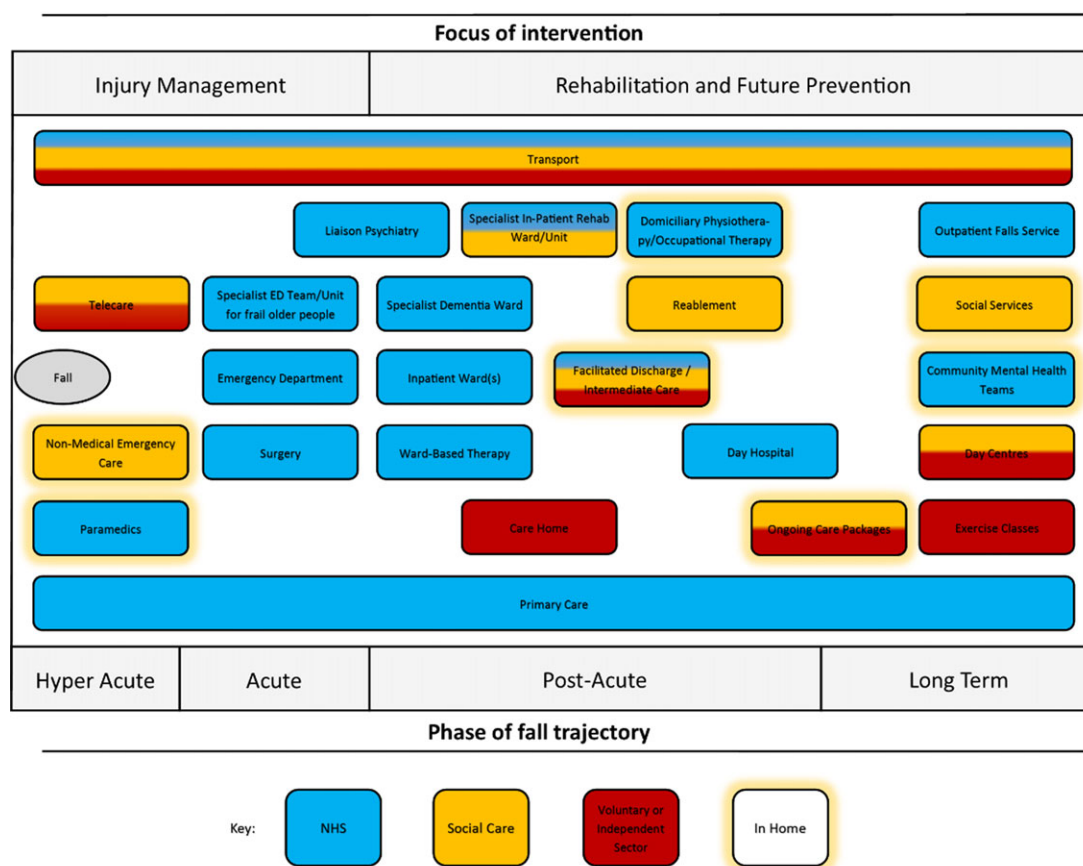 Focus of intervention
Injury Management
Rehabilitation and Future Prevention
Transport
Liaison Psychiatry
Specialist In-Patient Rehab
Ward/Unit
Domiciliary Physiothera-
py/Occupational Therapy
Outpatient Falls Service
Telecare
Specialist ED Team/Unit
for frail older people
Specialist Dementia Ward
Reablement
Social Services
Fall
Emergency Department
Inpatient Ward(s)
Facilitated Discharge /
Intermediate Care
Community Mental Health
Teams
Non-Medical Emergency
Care
Surgery
Ward-Based Therapy
Day Hospital
Day Centres
Paramedics
Care Home
Ongoing Care Packages
Exercise Classes
Primary Care
Hyper Acute
Acute
Post-Acute
Long Term
Phase of fall trajectory
Key:
NHS
Social Care
Voluntary or
Independent
Sector
In Home